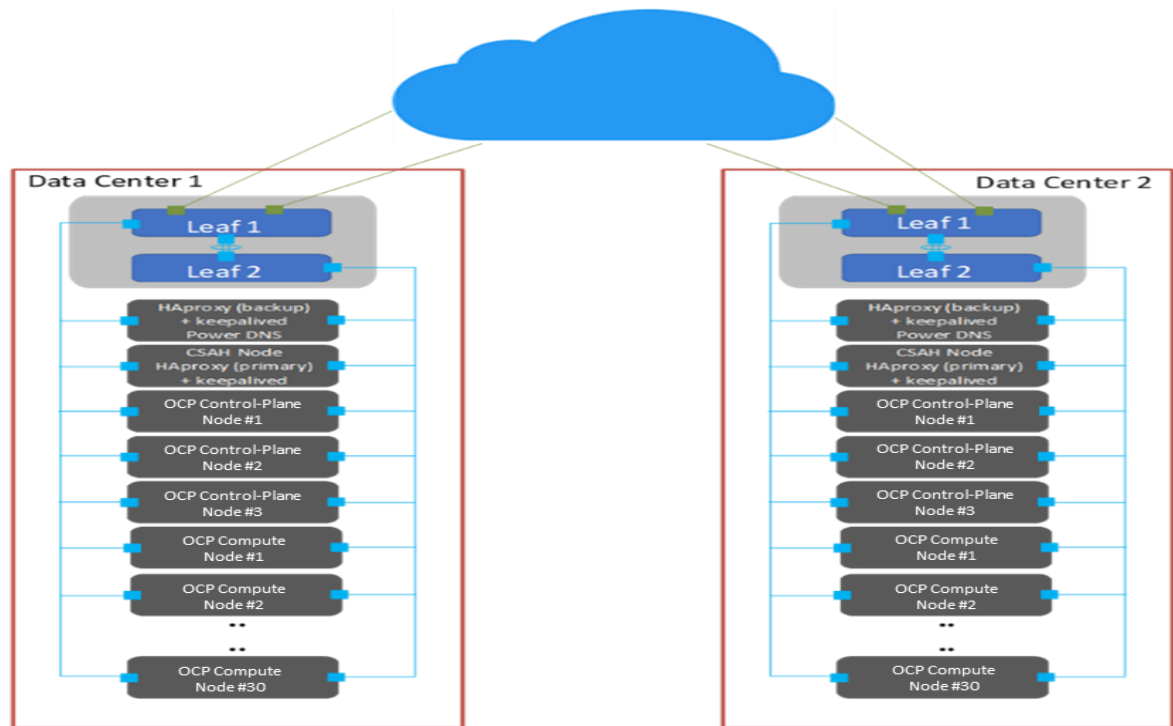 Data Center 1
Leaf 1
Leaf 2
HAproxy (backup)
+ keepalived
Power DNS
CSAH Node
HAproxy (primary)
+ keepalived
OCP Control-Plane
Node #1
OCP Control-Plane
Node #2
OCP Control-Plane
Node #3
OCP Compute
Node #1
OCP Compute
Node #2
..
..
OCP Compute
Node #30
Data Center 2
Leaf 1
Leaf 2
HAproxy (backup)
+ keepalived
Power DNS
CSAH Node
HAproxy (primary)
+ keepalived
OCP Control-Plane
Node #1
OCP Control-Plane
Node #2
OCP Control-Plane
Node #3
OCP Compute
Node #1
OCP Compute
Node #2
..
..
OCP Compute
Node #30